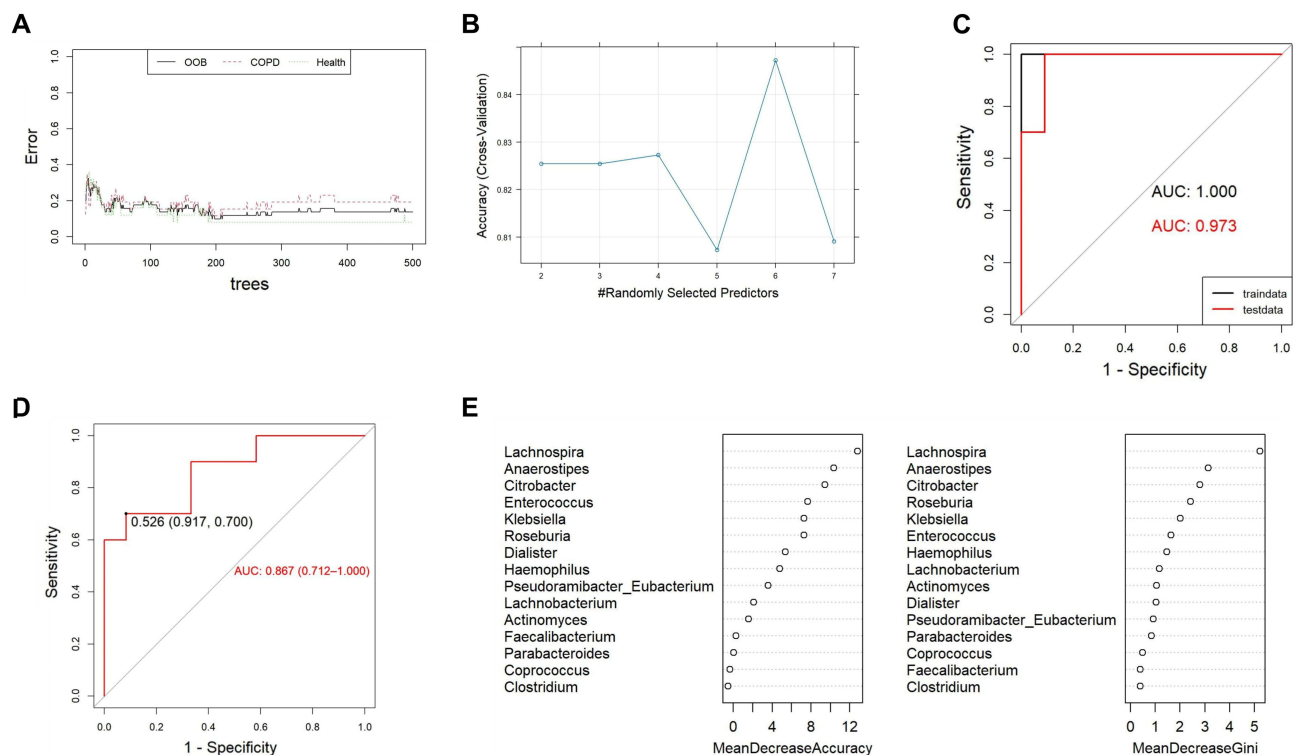 A
OOB COPD Health
1.0
0.8
0.6
0.4
0.2
0.0
Error
0 100 200 300 400 500
trees
B
0.84
0.83
0.82
0.81
Accuracy (Cross-Validation)
2 3 4 5 6 7
#Randomly Selected Predictors
C
1.0
0.8
0.6
0.4
0.2
0.0
Sensitivity
AUC: 1.000
AUC: 0.973
traindata
testdata
0.0 0.2 0.4 0.6 0.8 1.0
1 - Specificity
D
1.0
0.8
0.6
0.4
0.2
0.0
Sensitivity
0.526 (0.917, 0.700)
AUC: 0.867 (0.712–1.000)
0.0 0.2 0.4 0.6 0.8 1.0
1 - Specificity
E
Lachnospira
Anaerostipes
Citrobacter
Enterococcus
Klebsiella
Roseburia
Dialister
Haemophilus
Pseudoramibacter_Eubacterium
Lachnobacterium
Actinomyces
Faecalibacterium
Parabacteroides
Coprococcus
Clostridium
0 4 8 12
MeanDecreaseAccuracy
Lachnospira
Anaerostipes
Citrobacter
Roseburia
Klebsiella
Enterococcus
Haemophilus
Lachnobacterium
Actinomyces
Dialister
Pseudoramibacter_Eubacterium
Parabacteroides
Coprococcus
Faecalibacterium
Clostridium
0 1 2 3 4 5
MeanDecreaseGini